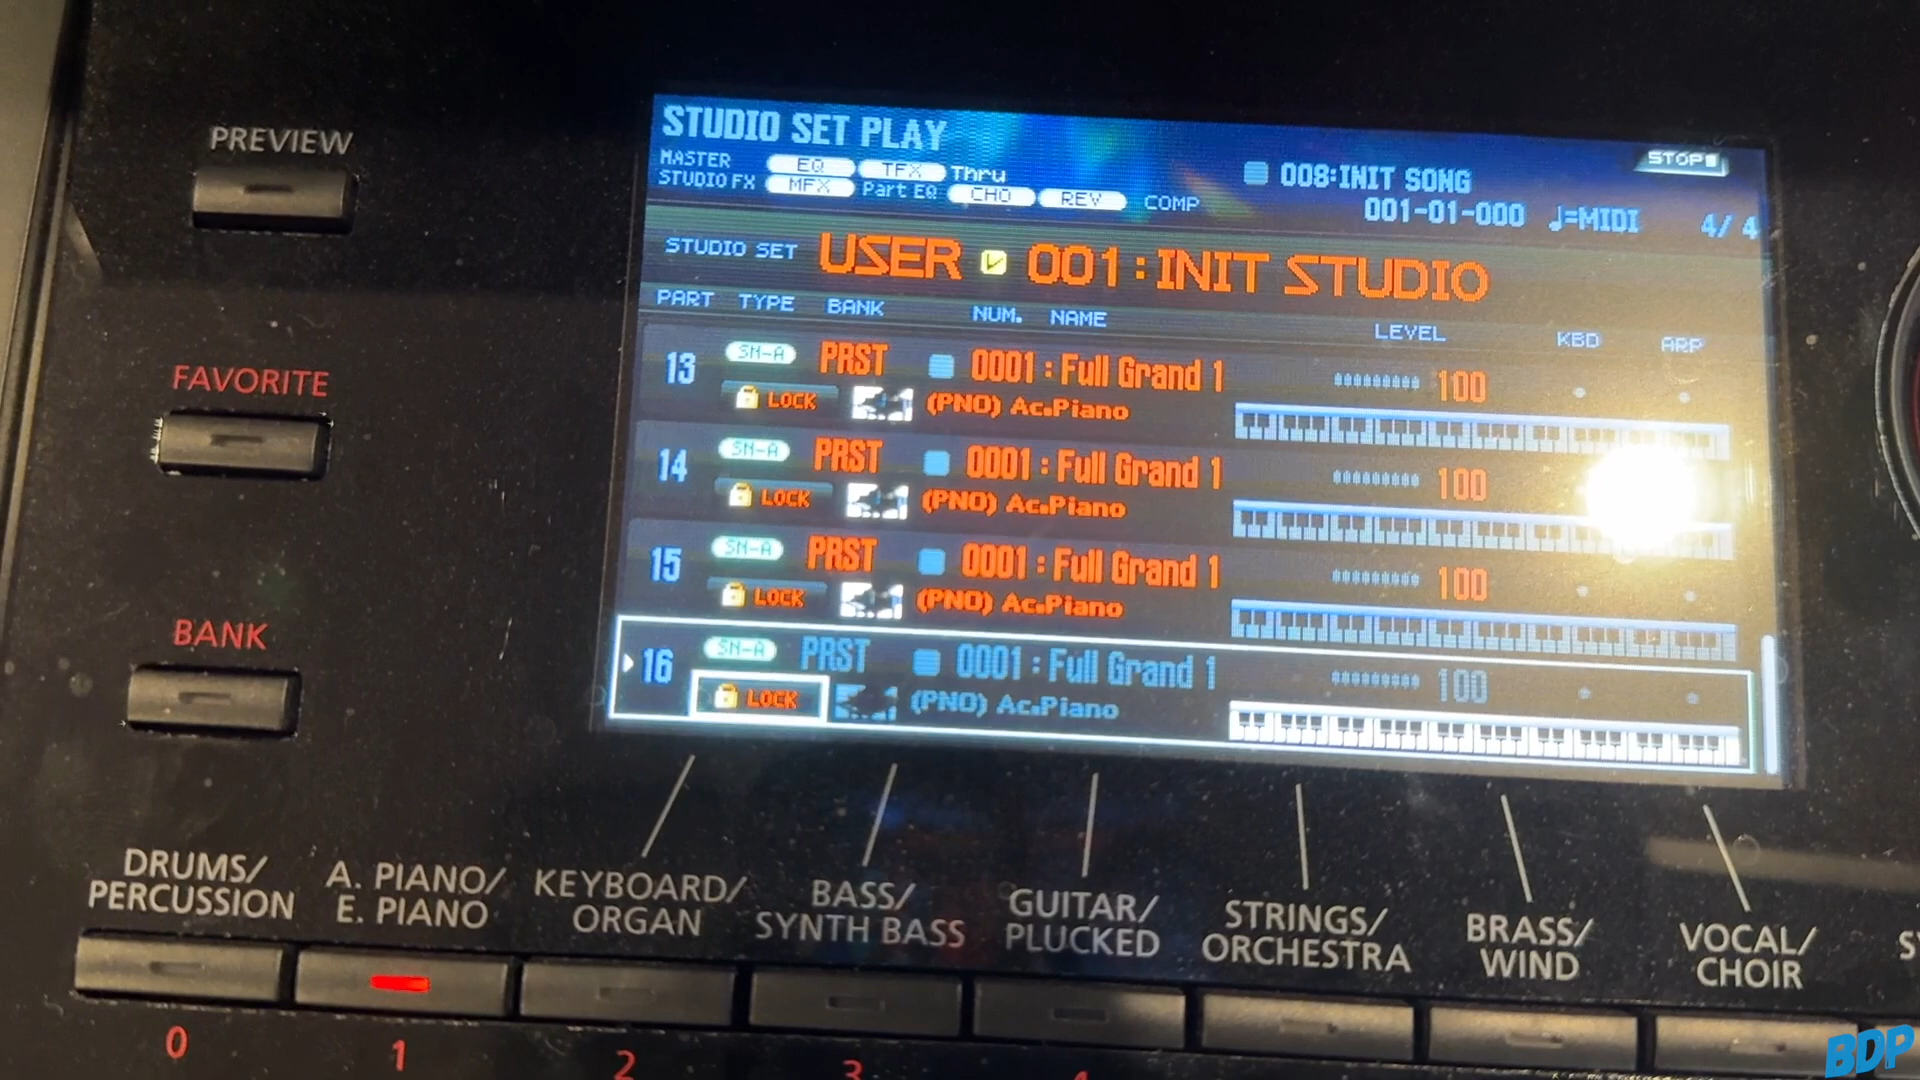 PREVIEW
FAVORITE
BANK
STUDIO SET PLAY
STOP
MASTER EQ TFX Thru
STUDIO FX MFX Part EQ CHO REV COMP
008:INIT SONG
001-01-000 ♩=MIDI 4/4
STUDIO SET USER 001:INIT STUDIO
PART TYPE BANK NUM. NAME LEVEL KBD ARP
13 SN-A PRST 0001:Full Grand 1 100
LOCK (PNO) Ac.Piano
14 SN-A PRST 0001:Full Grand 1 100
LOCK (PNO) Ac.Piano
15 SN-A PRST 0001:Full Grand 1 100
LOCK (PNO) Ac.Piano
16 SN-A PRST 0001:Full Grand 1 100
LOCK (PNO) Ac.Piano
DRUMS/
PERCUSSION
A. PIANO/
E. PIANO
KEYBOARD/
ORGAN
BASS/
SYNTH BASS
GUITAR/
PLUCKED
STRINGS/
ORCHESTRA
BRASS/
WIND
VOCAL/
CHOIR
0 1 2 3
BDP